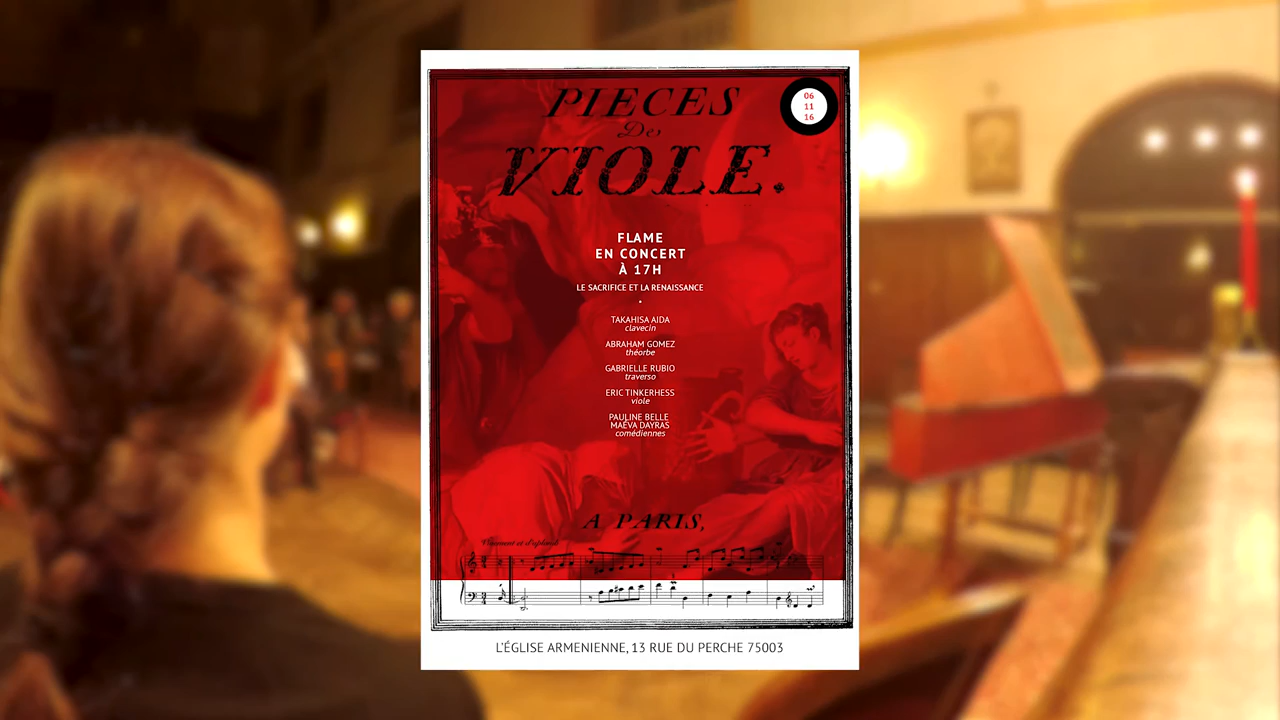 PIECES
De
VIOLE.
06
11
16
FLAME
EN CONCERT
À 17H
LE SACRIFICE ET LA RENAISSANCE
TAKAHISA AIDA
clavecin
ABRAHAM GOMEZ
théorbe
GABRIELLE RUBIO
traverso
ERIC TINKERHESS
viole
PAULINE BELLE
MAËVA DAYRAS
comédiennes
A PARIS,
L'ÉGLISE ARMENIENNE, 13 RUE DU PERCHE 75003